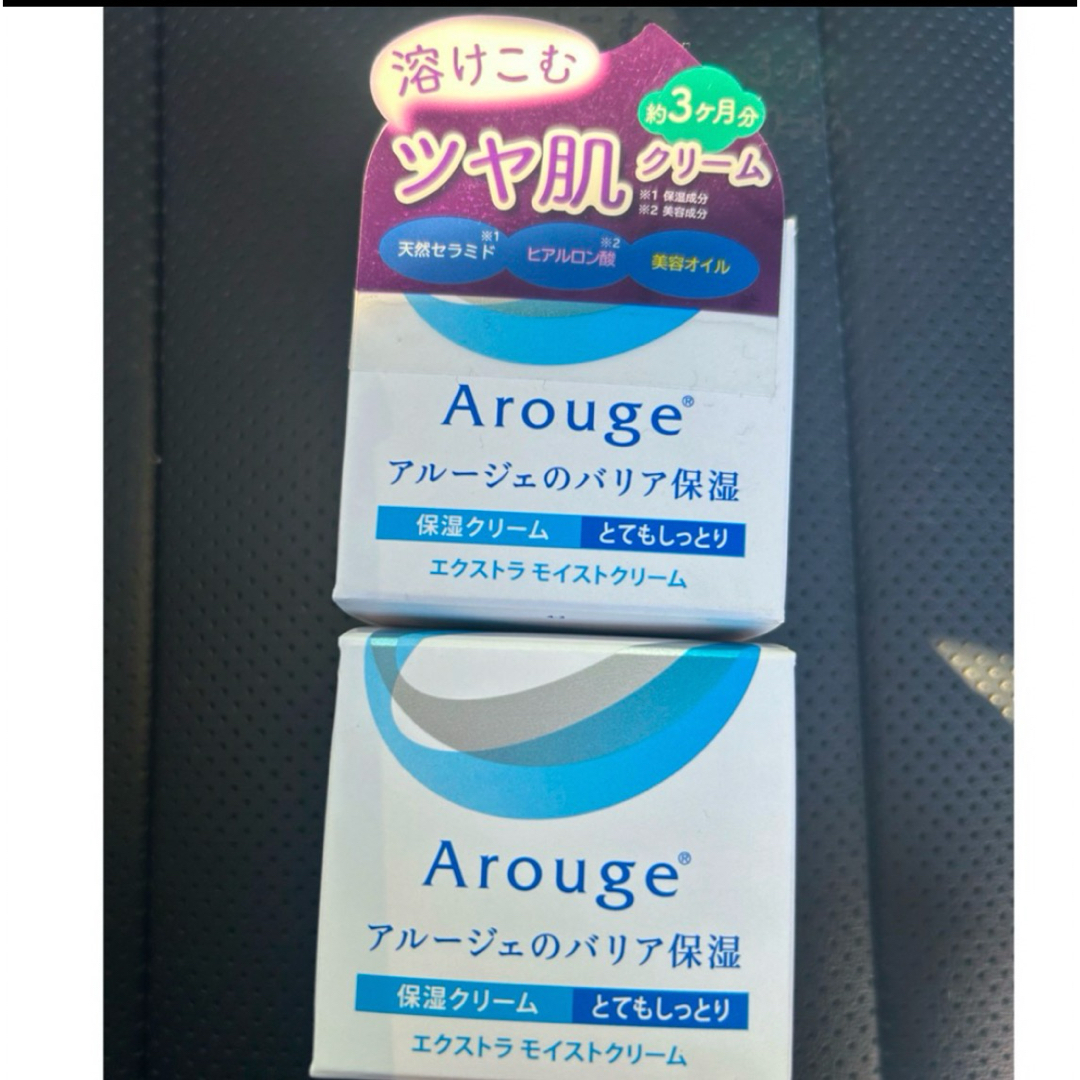 溶けこむ
約3ヶ月分
ツヤ肌クリーム
※1 保湿成分
※2 美容成分
天然セラミド※1 ヒアルロン酸※2 美容オイル
Arouge®
アルージェのバリア保湿
保湿クリーム とてもしっとり
エクストラ モイストクリーム
Arouge®
アルージェのバリア保湿
保湿クリーム とてもしっとり
エクストラ モイストクリーム